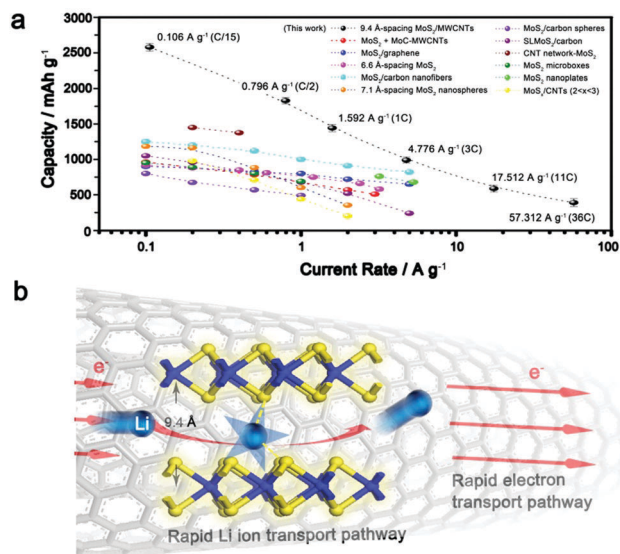 a
3000
2500
2000
1500
1000
500
0
Capacity / mAh g⁻¹
0.1
1
10
100
Current Rate / A g⁻¹
0.106 A g⁻¹ (C/15)
0.796 A g⁻¹ (C/2)
1.592 A g⁻¹ (1C)
4.776 A g⁻¹ (3C)
17.512 A g⁻¹ (11C)
57.312 A g⁻¹ (36C)
(This work) 9.4 Å-spacing MoS₂/MWCNTs
MoS₂ + MoC-MWCNTs
MoS₂/graphene
6.6 Å-spacing MoS₂
MoS₂/carbon nanofibers
7.1 Å-spacing MoS₂ nanospheres
MoS₂/carbon spheres
SLMoS₂/carbon
CNT network-MoS₂
MoS₂ microboxes
MoS₂ nanoplates
MoSₓ/CNTs (2<x<3)
b
e⁻
Li
9.4 Å
e⁻
Rapid electron
transport pathway
Rapid Li ion transport pathway